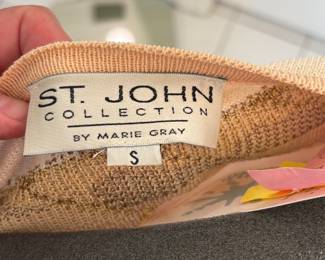 ST. JOHN
COLLECTION
BY MARIE GRAY
S